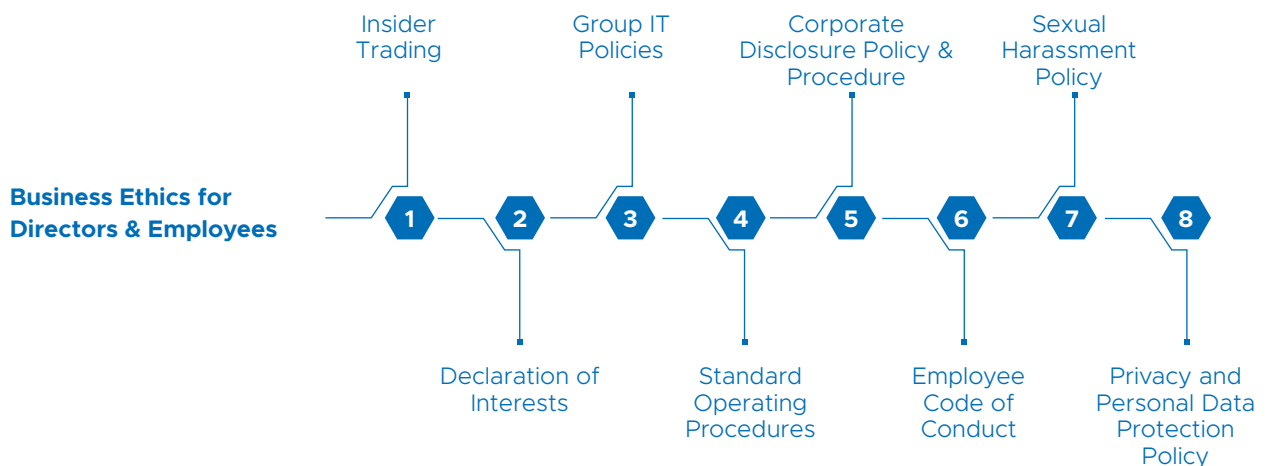 Insider
Trading
Group IT
Policies
Corporate
Disclosure Policy &
Procedure
Sexual
Harassment
Policy
Business Ethics for
Directors & Employees
1
2
3
4
5
6
7
8
Declaration of
Interests
Standard
Operating
Procedures
Employee
Code of
Conduct
Privacy and
Personal Data
Protection
Policy